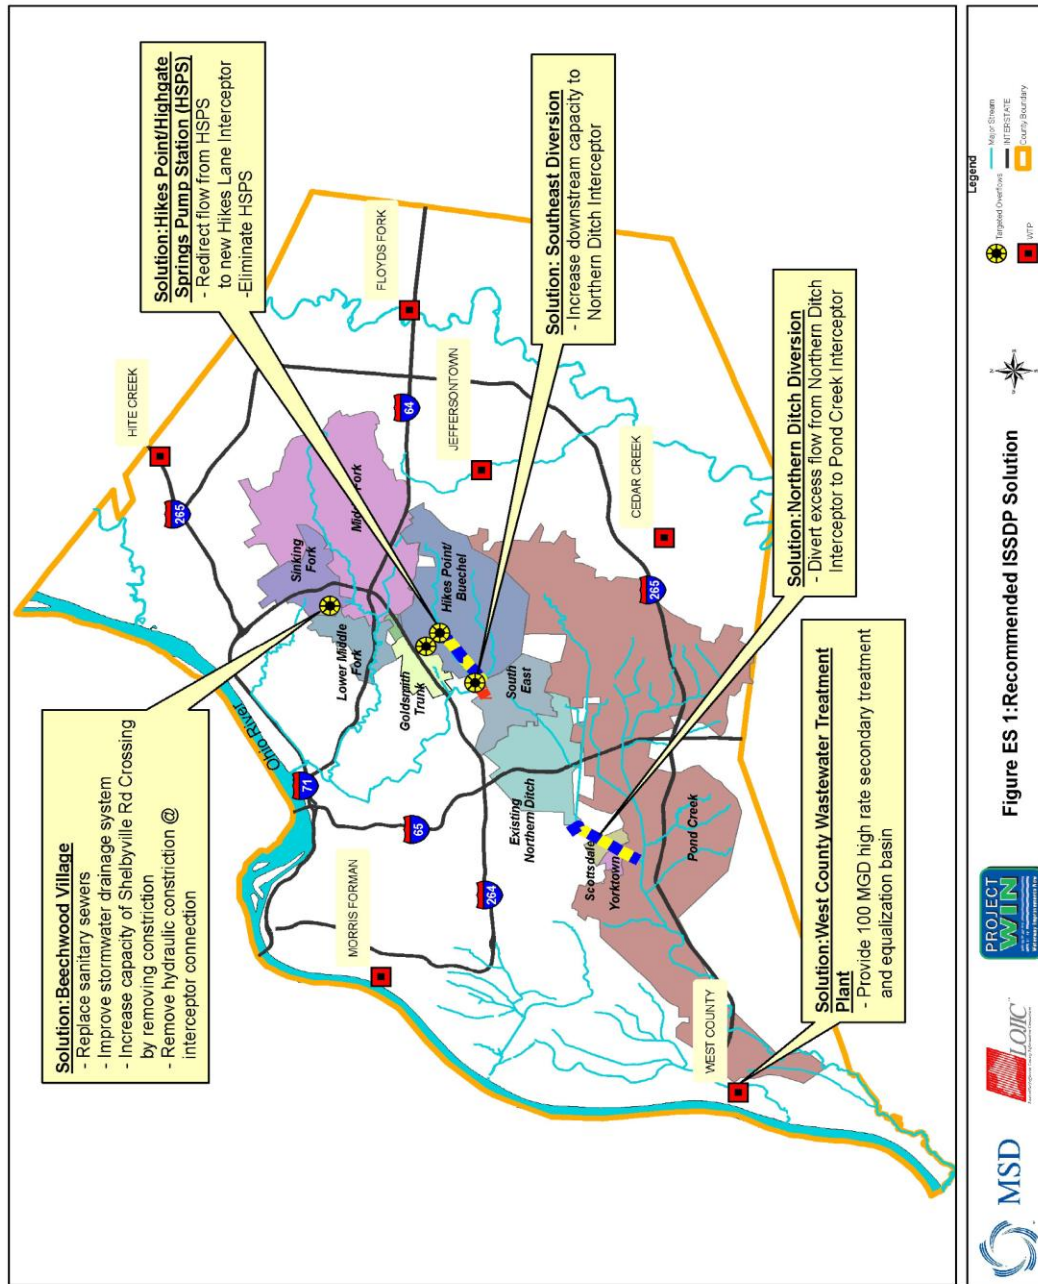 Solution:Beechwood Village
- Replace sanitary sewers
- Improve stormwater drainage system
- Increase capacity of Shelbyville Rd Crossing
by removing constriction
- Remove hydraulic constriction @
interceptor connection
Solution:Hikes Point/Highgate
Springs Pump Station (HSPS)
- Redirect flow from HSPS
to new Hikes Lane Interceptor
-Eliminate HSPS
Solution: Southeast Diversion
- Increase downstream capacity to
Northern Ditch Interceptor
Solution:Northern Ditch Diversion
- Divert excess flow from Northern Ditch
Interceptor to Pond Creek Interceptor
Solution:West County Wastewater Treatment
Plant
- Provide 100 MGD high rate secondary treatment
and equalization basin
HITE CREEK
FLOYDS FORK
JEFFERSONTOWN
CEDAR CREEK
MORRIS FORMAN
WEST COUNTY
Ohio River
265
71
64
65
264
265
Sinking
Fork
Lower Middle
Fork
Goldsmith
Trunk
Hikes Point/
Buechel
South
East
Existing
Northern Ditch
Scottsdale
Yorktown
Pond Creek
MSD
LOJIC
PROJECT
WIN
Figure ES 1:Recommended ISSDP Solution
Legend
Targeted Overflows
WTP
Major Stream
INTERSTATE
County Boundary